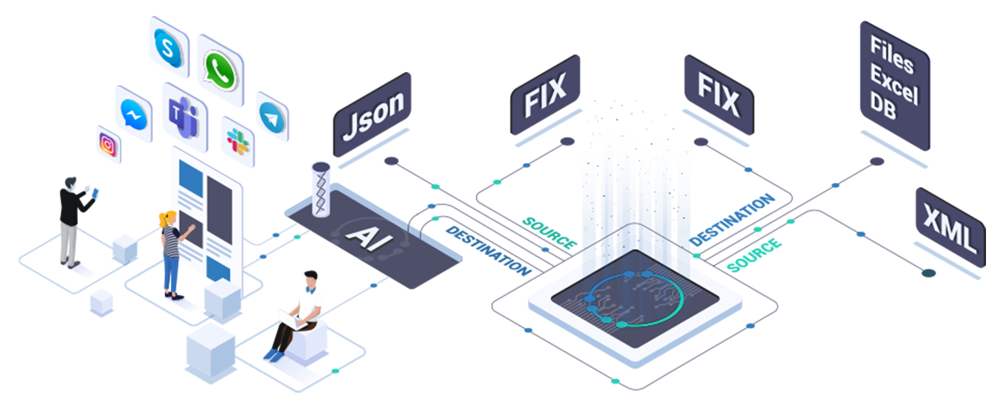 S
T
Json
FIX
FIX
Files
Excel
DB
XML
AI
SOURCE
DESTINATION
DESTINATION
SOURCE